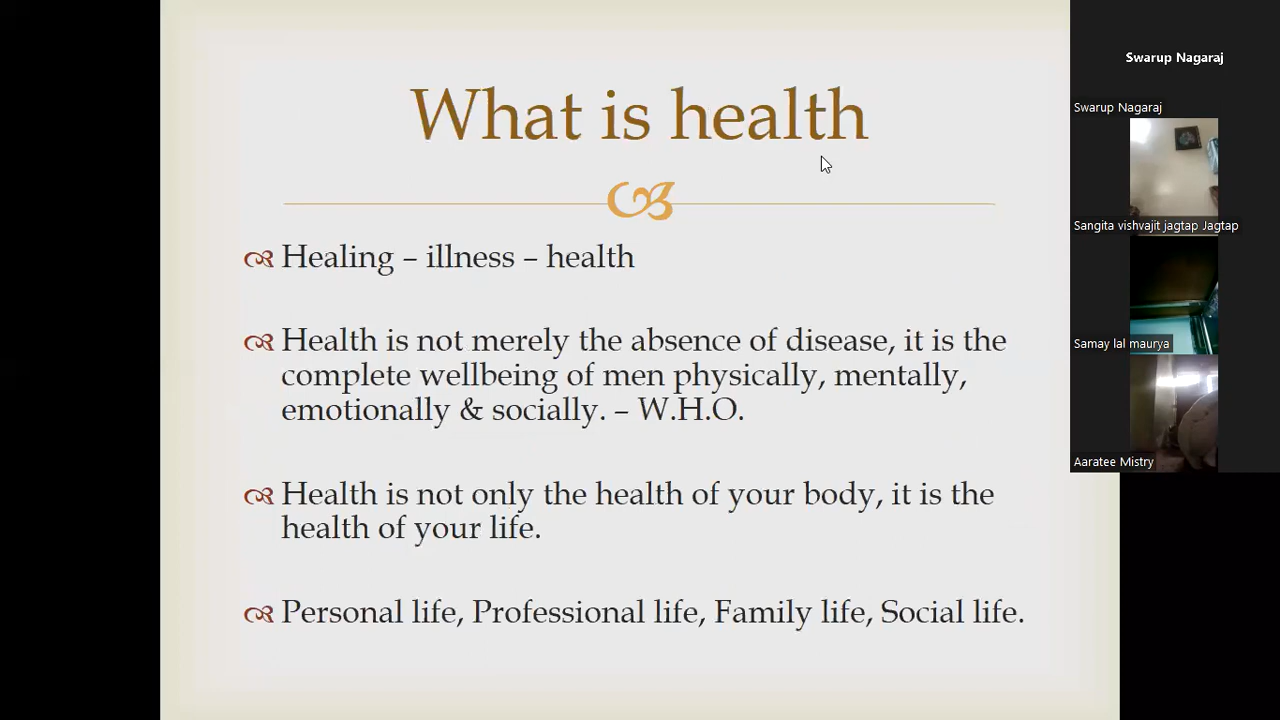 What is health
Healing – illness – health
Health is not merely the absence of disease, it is the
complete wellbeing of men physically, mentally,
emotionally & socially. – W.H.O.
Health is not only the health of your body, it is the
health of your life.
Personal life, Professional life, Family life, Social life.
Swarup Nagaraj
Swarup Nagaraj
Sangita vishvajit jagtap Jagtap
Samay lal maurya
Aaratee Mistry